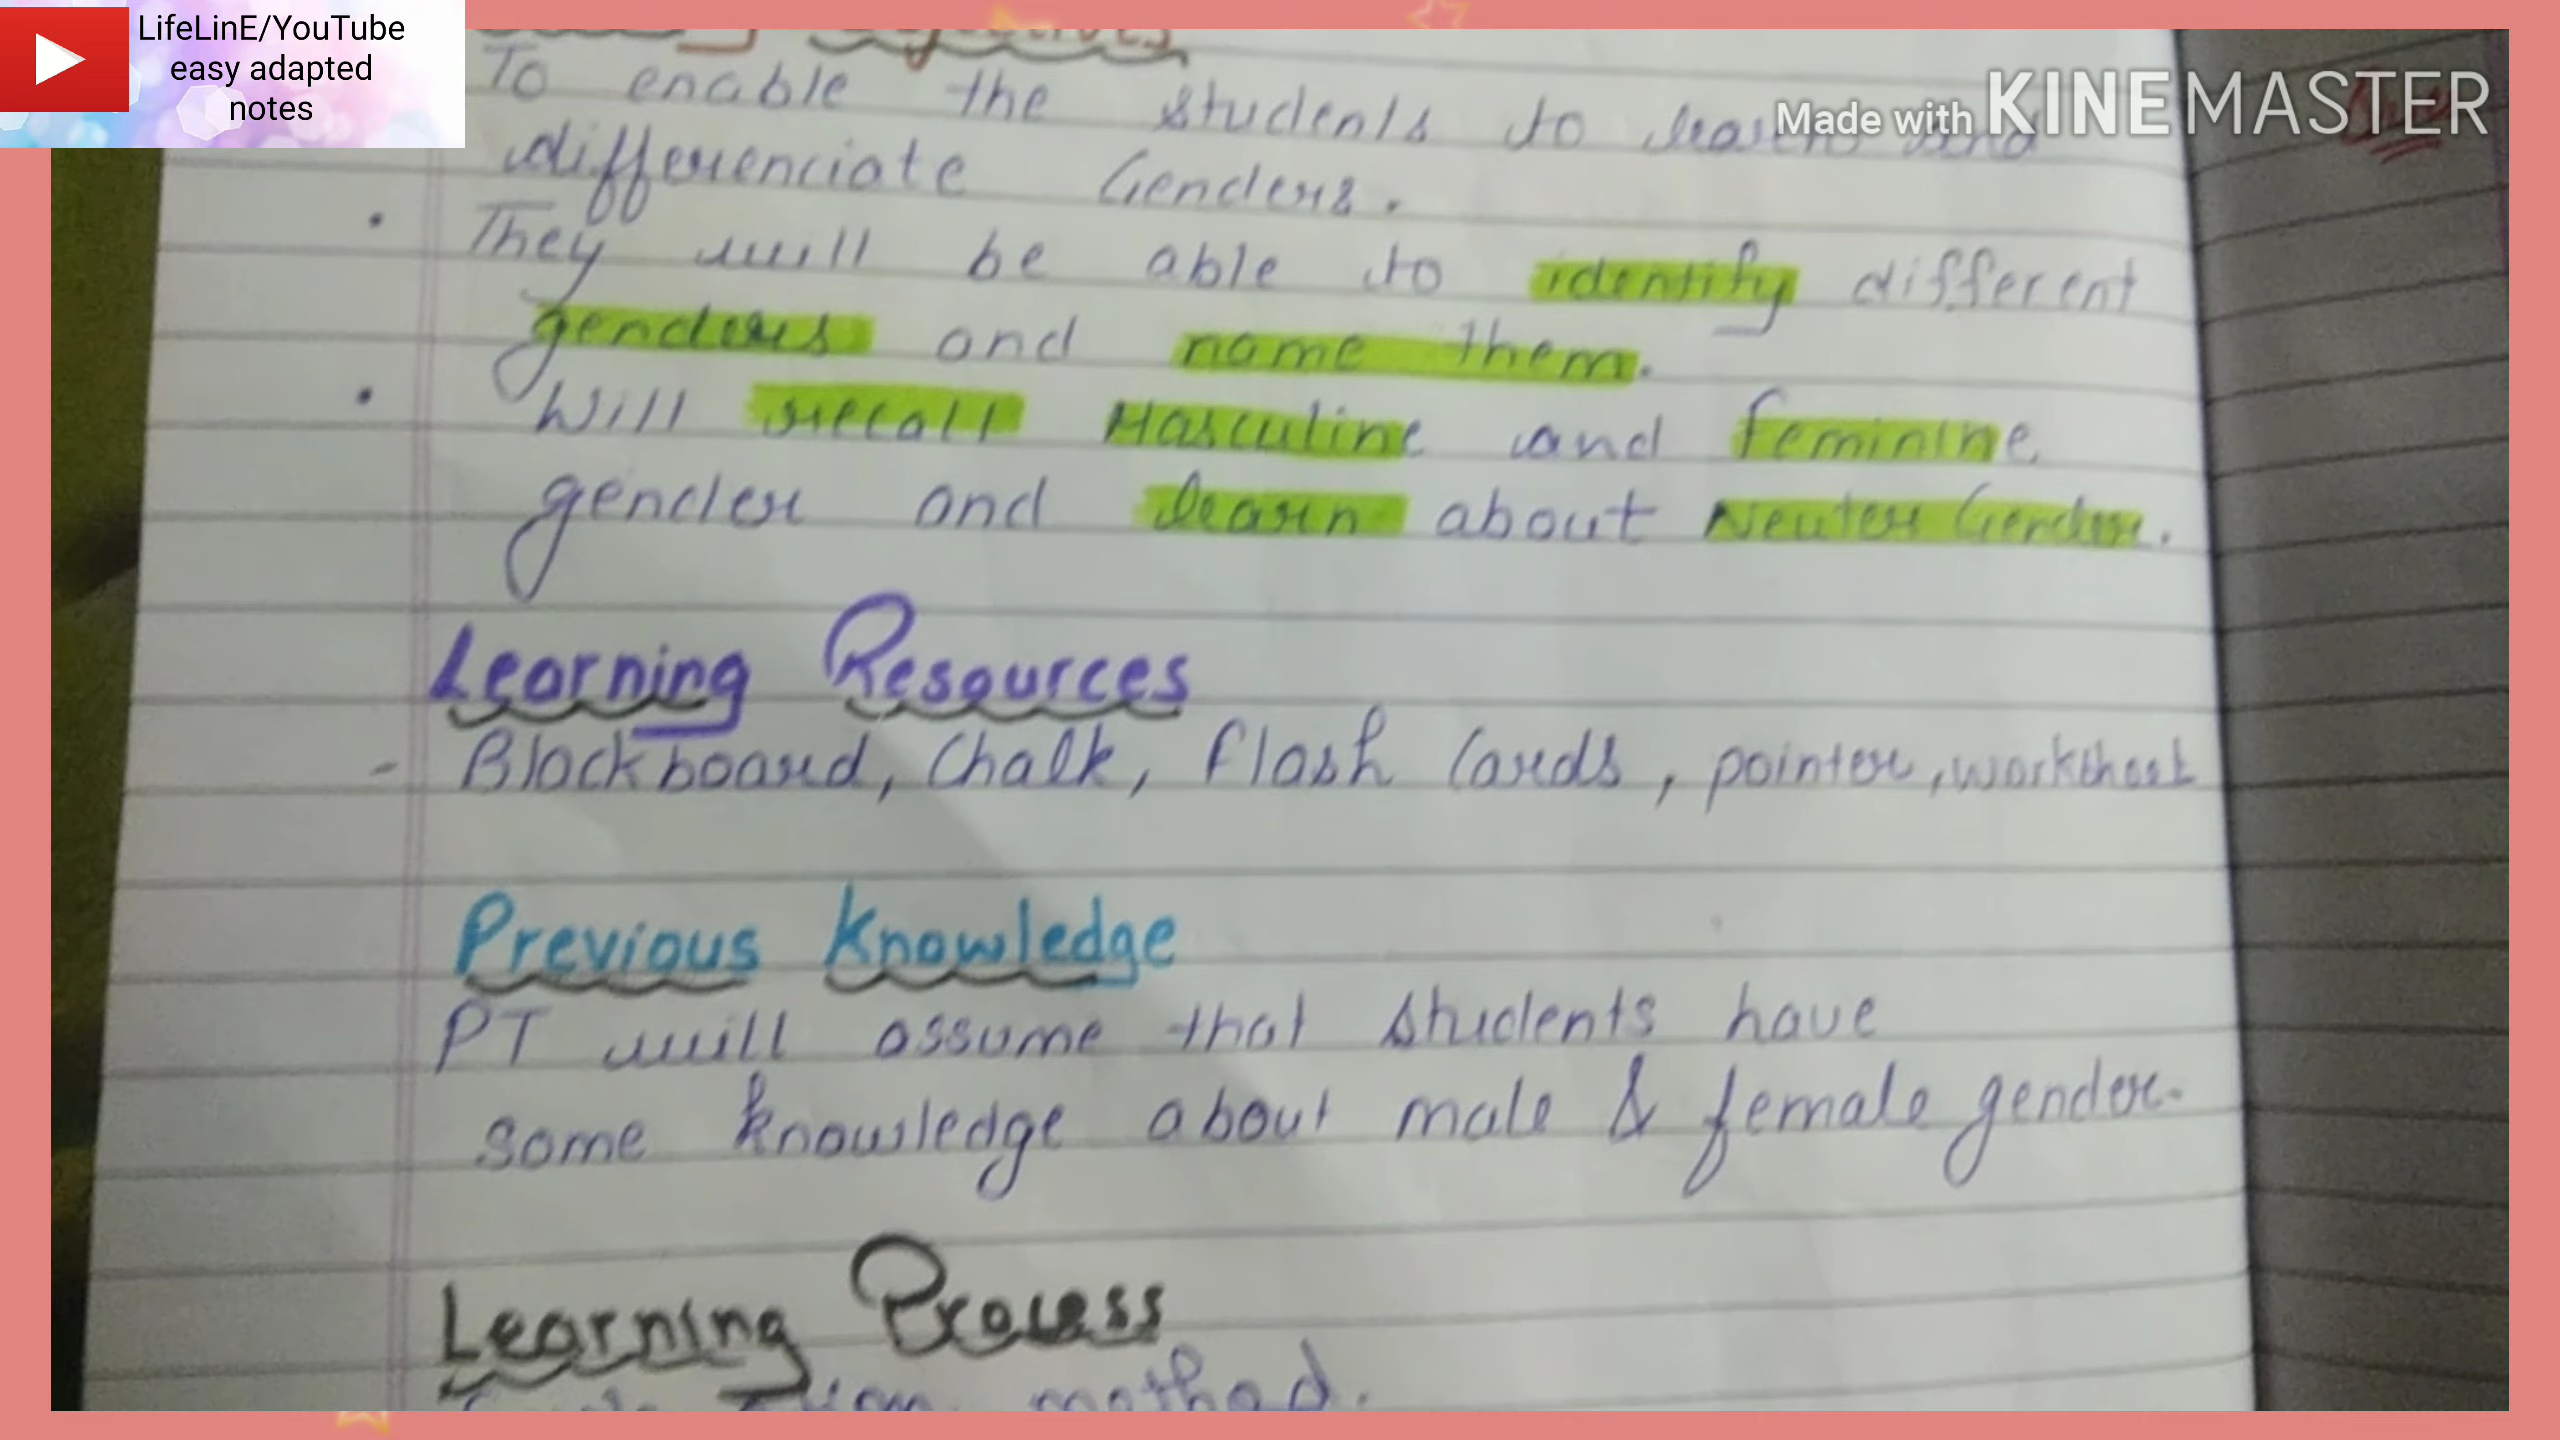 LifeLinE/YouTube
easy adapted
notes
Made with KINEMASTER
To enable the students to learn and
differenciate Genders.
• They will be able to identify different
genders and name them.
• Will recall Masculine and feminine
gender and learn about Neuter Gender.
Learning Resources
- Blackboard, Chalk, Flash Cards, pointer, worksheet
Previous Knowledge
PT will assume that students have
some knowledge about male & female gender.
Learning Process
method.